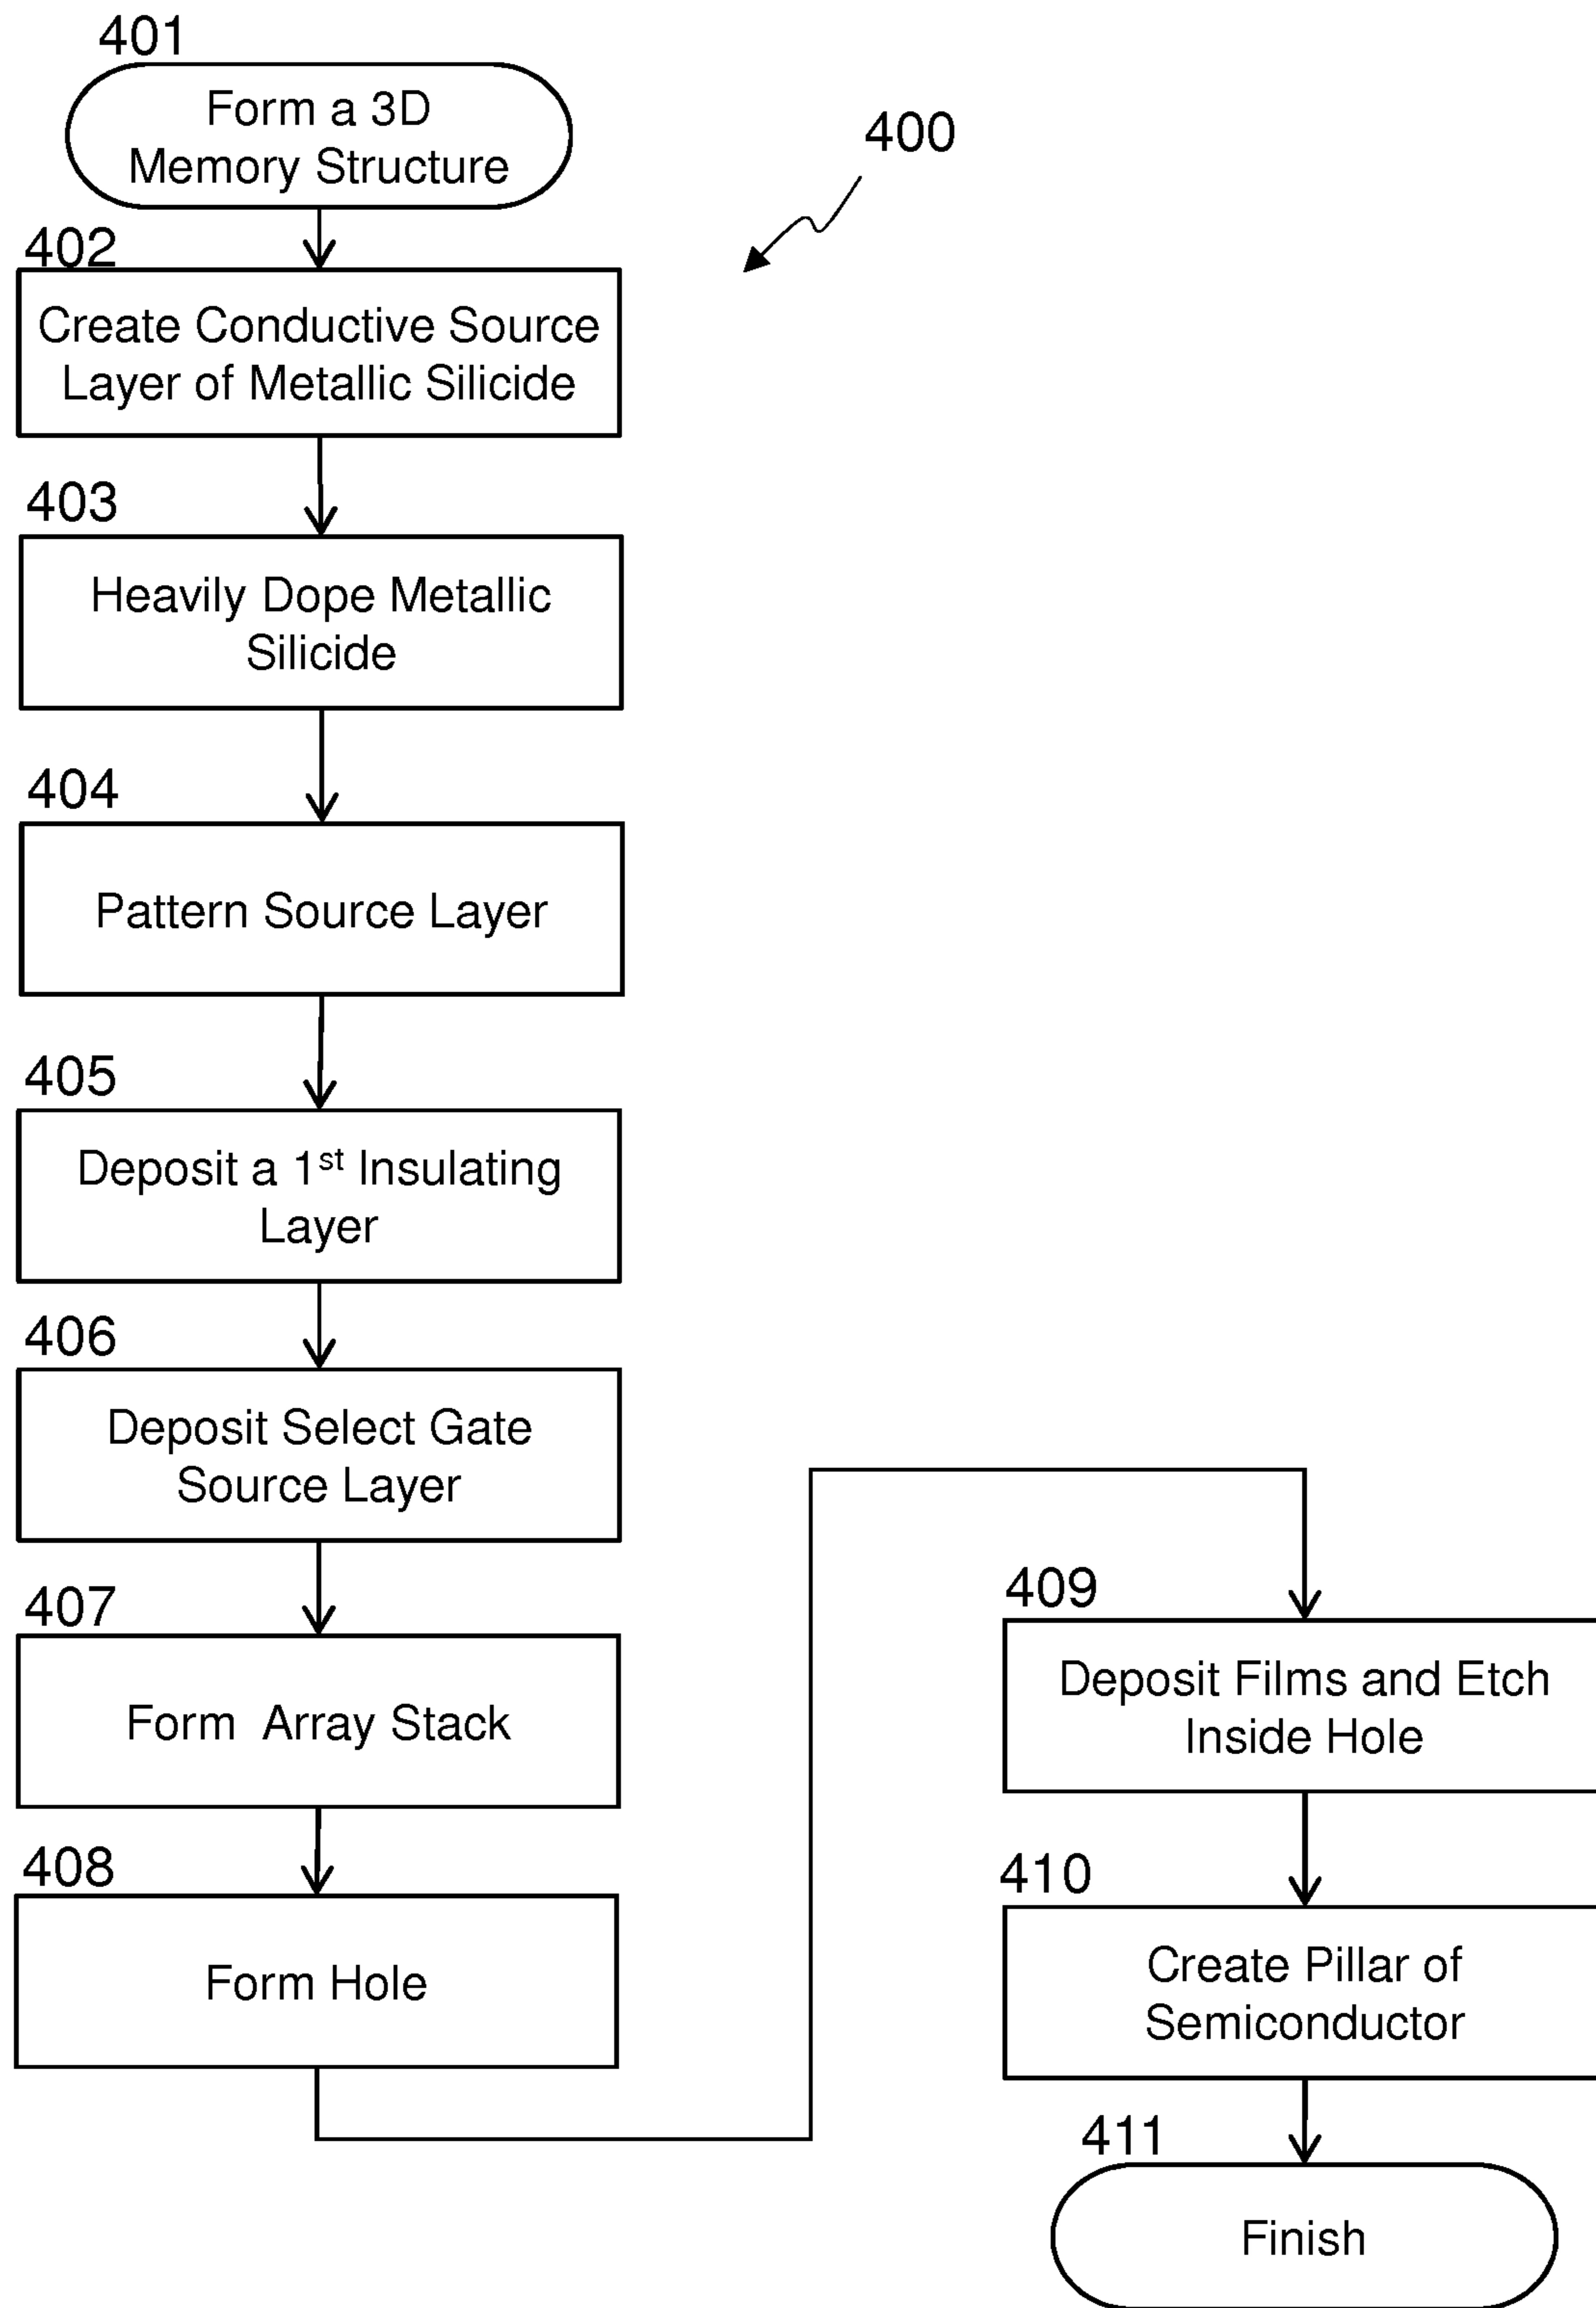 401
Form a 3D
Memory Structure
400
402
Create Conductive Source
Layer of Metallic Silicide
403
Heavily Dope Metallic
Silicide
404
Pattern Source Layer
405
Deposit a 1st Insulating
Layer
406
Deposit Select Gate
Source Layer
407
Form Array Stack
408
Form Hole
409
Deposit Films and Etch
Inside Hole
410
Create Pillar of
Semiconductor
411
Finish